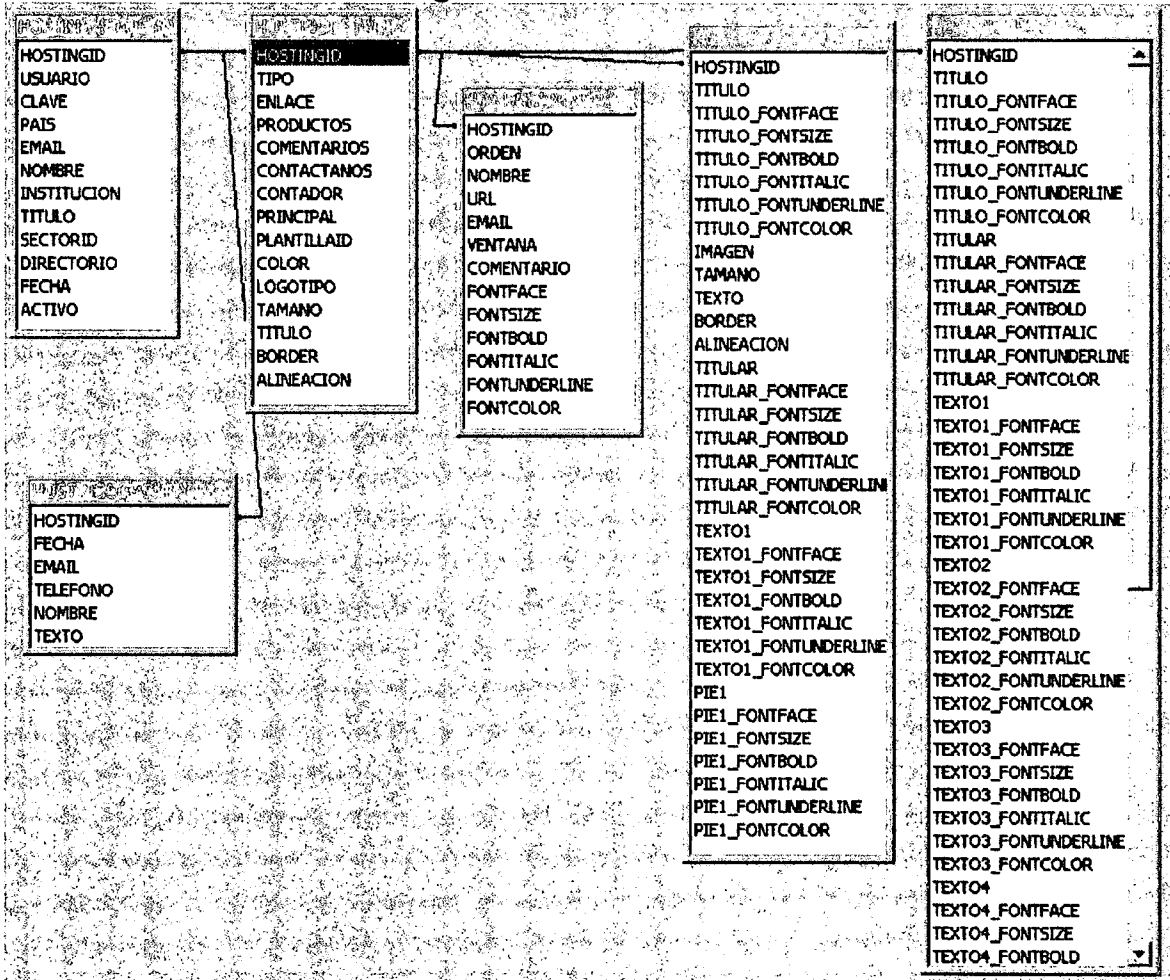 HOSTINGID
USUARIO
CLAVE
PAIS
EMAIL
NOMBRE
INSTITUCION
TITULO
SECTORID
DIRECTORIO
FECHA
ACTIVO
HOSTINGID
TIPO
ENLACE
PRODUCTOS
COMENTARIOS
CONTACTANOS
CONTADOR
PRINCIPAL
PLANTILLAID
COLOR
LOGOTIPO
TAMANO
TITULO
BORDER
ALINEACION
HOSTINGID
ORDEN
NOMBRE
URL
EMAIL
VENTANA
COMENTARIO
FONTFACE
FONTSIZE
FONTBOLD
FONTITALIC
FONTUNDERLINE
FONTCOLOR
HOSTINGID
FECHA
EMAIL
TELEFONO
NOMBRE
TEXTO
HOSTINGID
TITULO
TITULO_FONTFACE
TITULO_FONTSIZE
TITULO_FONTBOLD
TITULO_FONTITALIC
TITULO_FONTUNDERLINE
TITULO_FONTCOLOR
IMAGEN
TAMANO
TEXTO
BORDER
ALINEACION
TITULAR
TITULAR_FONTFACE
TITULAR_FONTSIZE
TITULAR_FONTBOLD
TITULAR_FONTITALIC
TITULAR_FONTUNDERLIN
TITULAR_FONTCOLOR
TEXTO1
TEXTO1_FONTFACE
TEXTO1_FONTSIZE
TEXTO1_FONTBOLD
TEXTO1_FONTITALIC
TEXTO1_FONTUNDERLINE
TEXTO1_FONTCOLOR
PIE1
PIE1_FONTFACE
PIE1_FONTSIZE
PIE1_FONTBOLD
PIE1_FONTITALIC
PIE1_FONTUNDERLINE
PIE1_FONTCOLOR
HOSTINGID
TITULO
TITULO_FONTFACE
TITULO_FONTSIZE
TITULO_FONTBOLD
TITULO_FONTITALIC
TITULO_FONTUNDERLINE
TITULO_FONTCOLOR
TITULAR
TITULAR_FONTFACE
TITULAR_FONTSIZE
TITULAR_FONTBOLD
TITULAR_FONTITALIC
TITULAR_FONTUNDERLINE
TITULAR_FONTCOLOR
TEXTO1
TEXTO1_FONTFACE
TEXTO1_FONTSIZE
TEXTO1_FONTBOLD
TEXTO1_FONTITALIC
TEXTO1_FONTUNDERLINE
TEXTO1_FONTCOLOR
TEXTO2
TEXTO2_FONTFACE
TEXTO2_FONTSIZE
TEXTO2_FONTBOLD
TEXTO2_FONTITALIC
TEXTO2_FONTUNDERLINE
TEXTO2_FONTCOLOR
TEXTO3
TEXTO3_FONTFACE
TEXTO3_FONTSIZE
TEXTO3_FONTBOLD
TEXTO3_FONTITALIC
TEXTO3_FONTUNDERLINE
TEXTO3_FONTCOLOR
TEXTO4
TEXTO4_FONTFACE
TEXTO4_FONTSIZE
TEXTO4_FONTBOLD